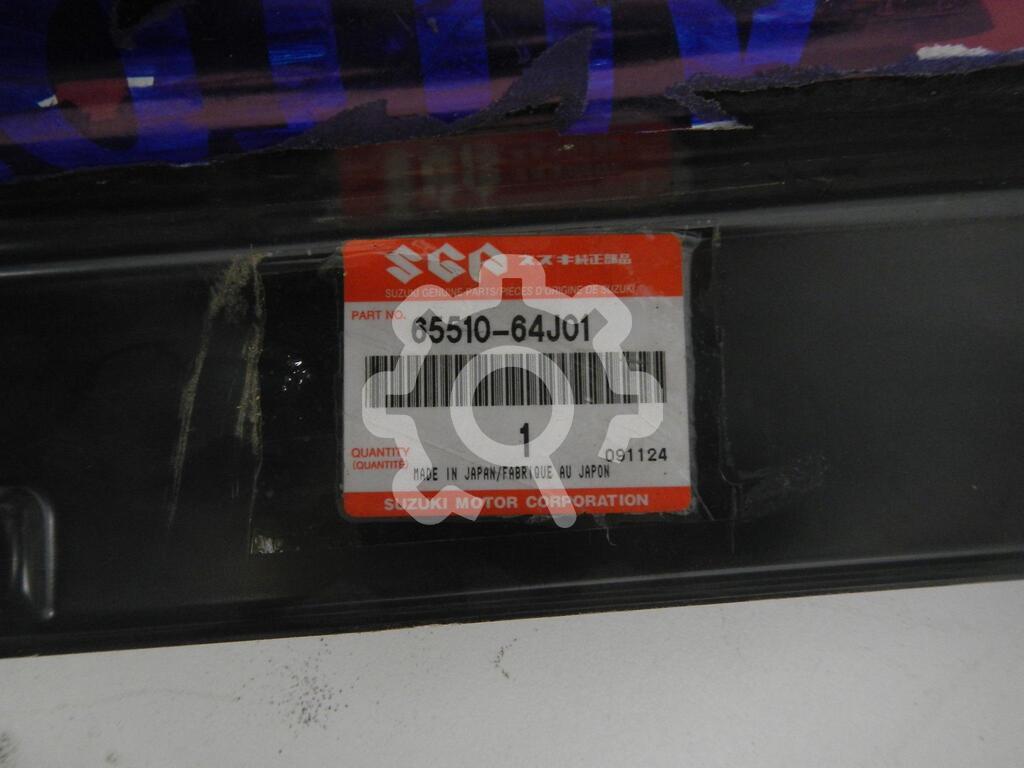 SGP スズキ純正部品
SUZUKI GENUINE PARTS/PIECES D'ORIGINE DE SUZUKI
PART NO. 65510-64J01
1
QUANTITY
(QUANTITÉ)
091124
MADE IN JAPAN/FABRIQUE AU JAPON
SUZUKI MOTOR CORPORATION